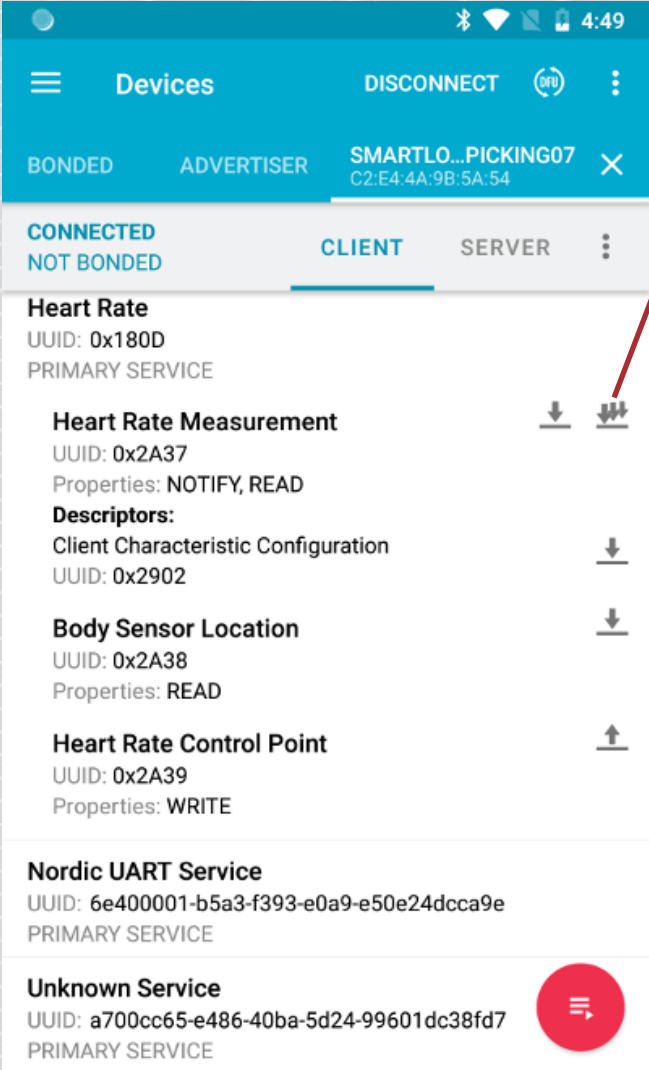 4:49
Devices
DISCONNECT
DFU
BONDED
ADVERTISER
SMARTLO...PICKING07
C2:E4:4A:9B:5A:54
CONNECTED
NOT BONDED
CLIENT
SERVER
Heart Rate
UUID: 0x180D
PRIMARY SERVICE
Heart Rate Measurement
UUID: 0x2A37
Properties: NOTIFY, READ
Descriptors:
Client Characteristic Configuration
UUID: 0x2902
Body Sensor Location
UUID: 0x2A38
Properties: READ
Heart Rate Control Point
UUID: 0x2A39
Properties: WRITE
Nordic UART Service
UUID: 6e400001-b5a3-f393-e0a9-e50e24dcca9e
PRIMARY SERVICE
Unknown Service
UUID: a700cc65-e486-40ba-5d24-99601dc38fd7
PRIMARY SERVICE